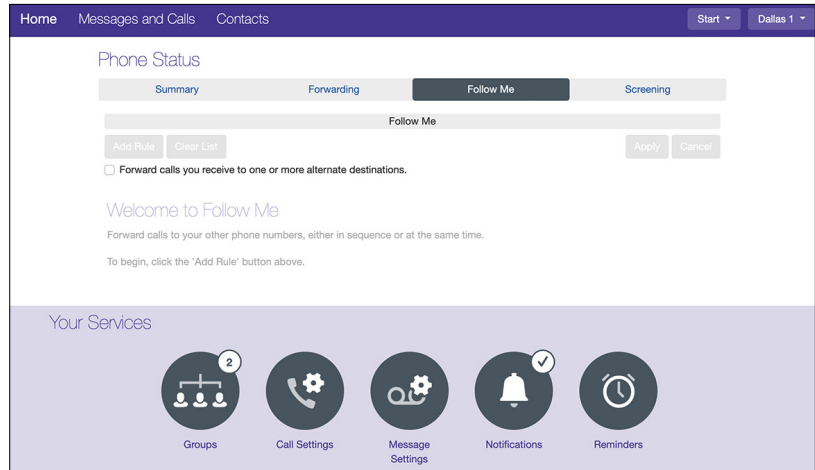 Home Messages and Calls Contacts Start Dallas 1
Phone Status
Summary Forwarding Follow Me Screening
Follow Me
Add Rule Clear List Apply Cancel
Forward calls you receive to one or more alternate destinations.
Welcome to Follow Me
Forward calls to your other phone numbers, either in sequence or at the same time.
To begin, click the 'Add Rule' button above.
Your Services
2
Groups Call Settings Message Notifications Reminders
Settings